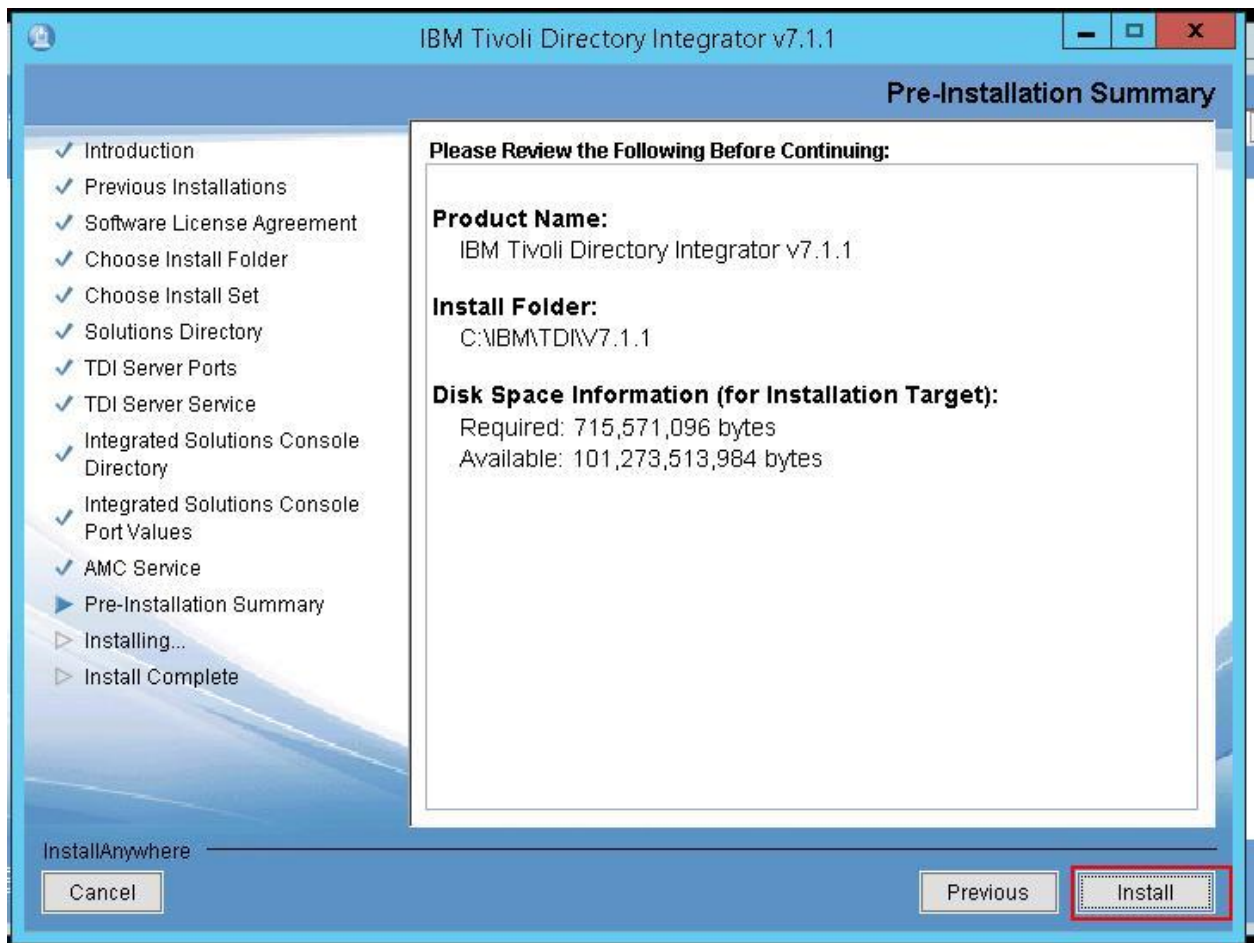 IBM Tivoli Directory Integrator v7.1.1
Pre-Installation Summary
Introduction
Previous Installations
Software License Agreement
Choose Install Folder
Choose Install Set
Solutions Directory
TDI Server Ports
TDI Server Service
Integrated Solutions Console
Directory
Integrated Solutions Console
Port Values
AMC Service
Pre-Installation Summary
Installing...
Install Complete
Please Review the Following Before Continuing:
Product Name:
IBM Tivoli Directory Integrator v7.1.1
Install Folder:
C:\IBM\TDI\V7.1.1
Disk Space Information (for Installation Target):
Required: 715,571,096 bytes
Available: 101,273,513,984 bytes
InstallAnywhere
Cancel
Previous
Install